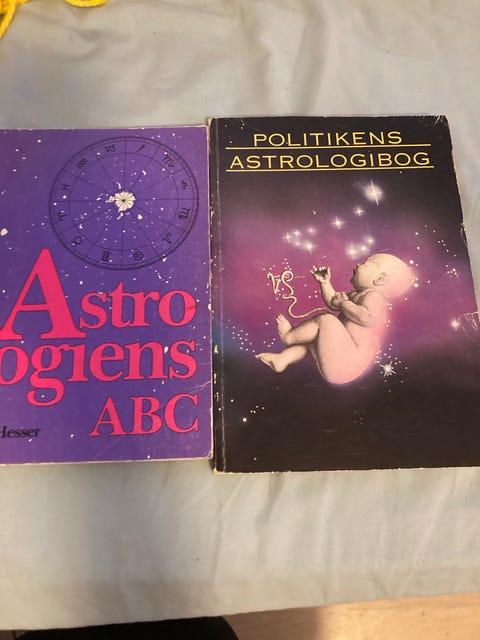 Astro
ogiens
ABC
Hesser
POLITIKENS
ASTROLOGIBOG